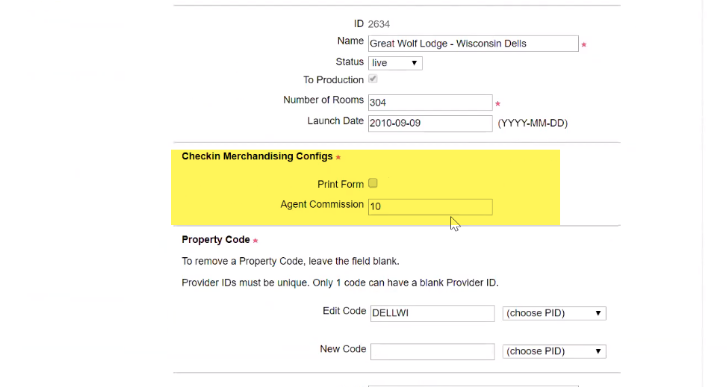 ID 2634
Name Great Wolf Lodge - Wisconsin Dells *
Status live
To Production
Number of Rooms 304 *
Launch Date 2010-09-09 (YYYY-MM-DD)
Checkin Merchandising Configs *
Print Form
Agent Commission 10
Property Code *
To remove a Property Code, leave the field blank.
Provider IDs must be unique. Only 1 code can have a blank Provider ID.
Edit Code DELLWI (choose PID)
New Code (choose PID)